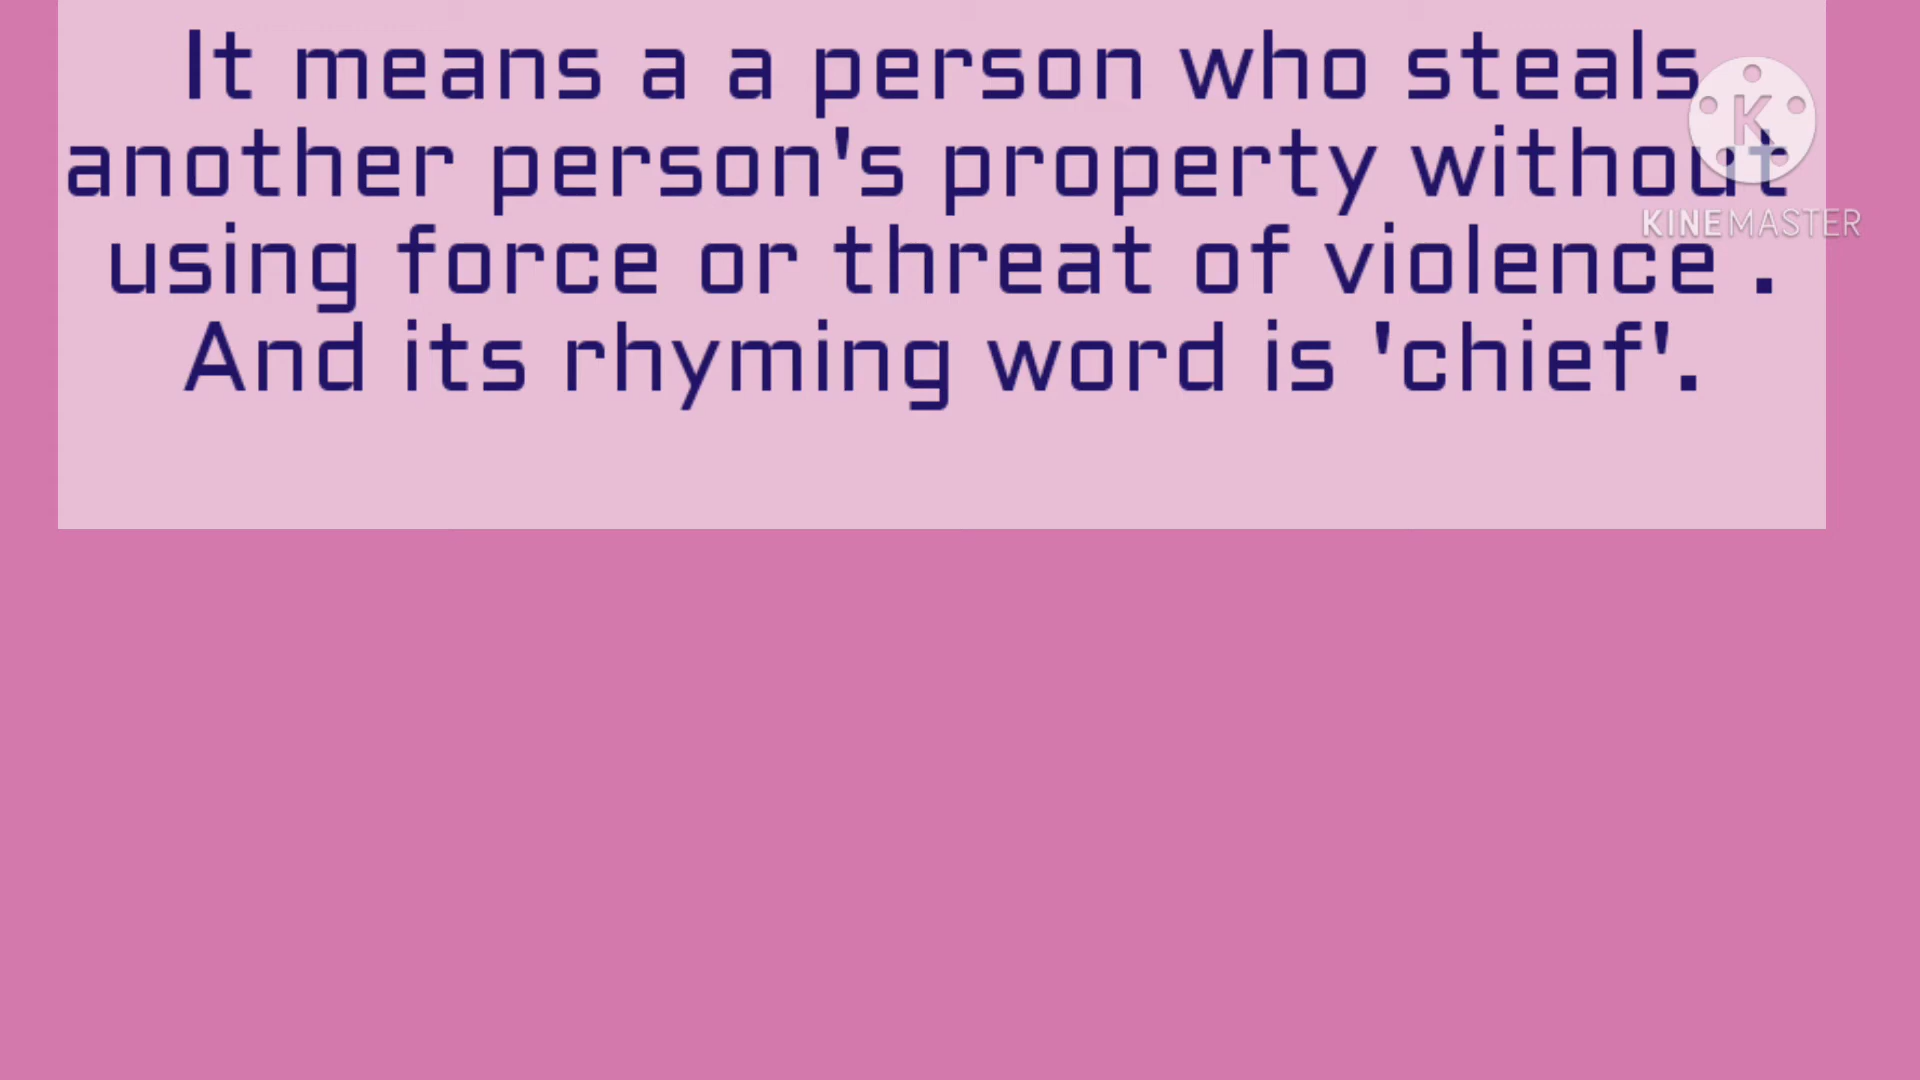 It means a a person who steals
another person's property without
using force or threat of violence .
And its rhyming word is 'chief'.
K
KINEMASTER